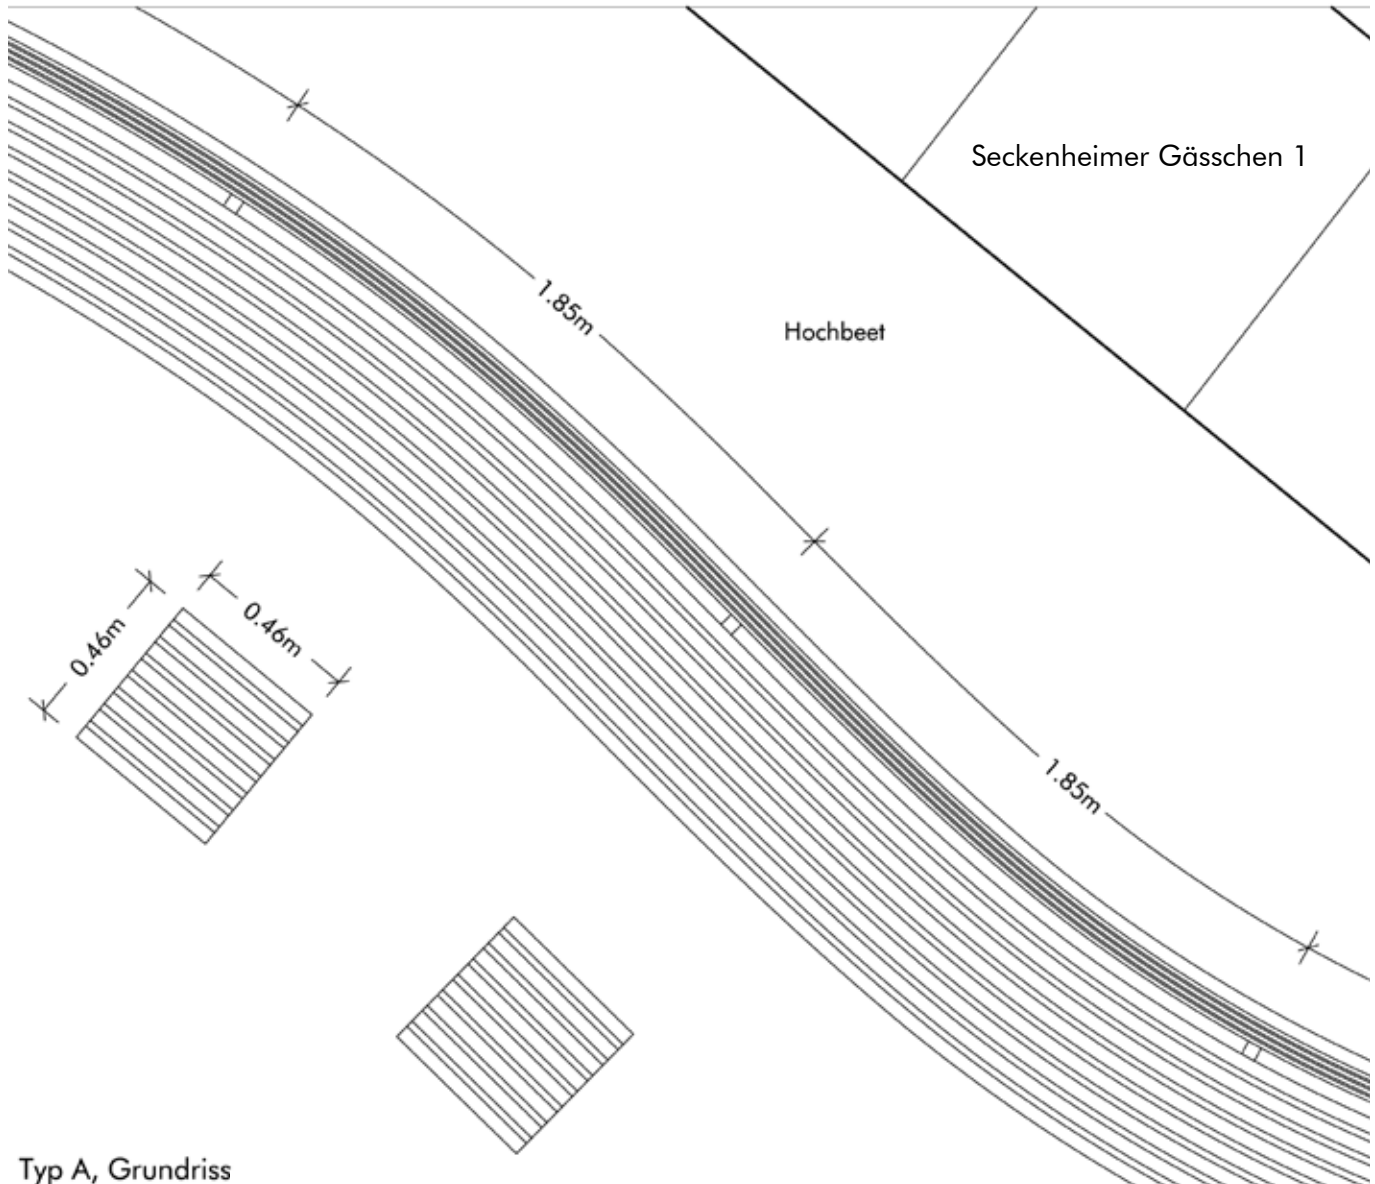 Seckenheimer Gässchen 1
1.85m
Hochbeet
0.46m
0.46m
1.85m
Typ A, Grundriss